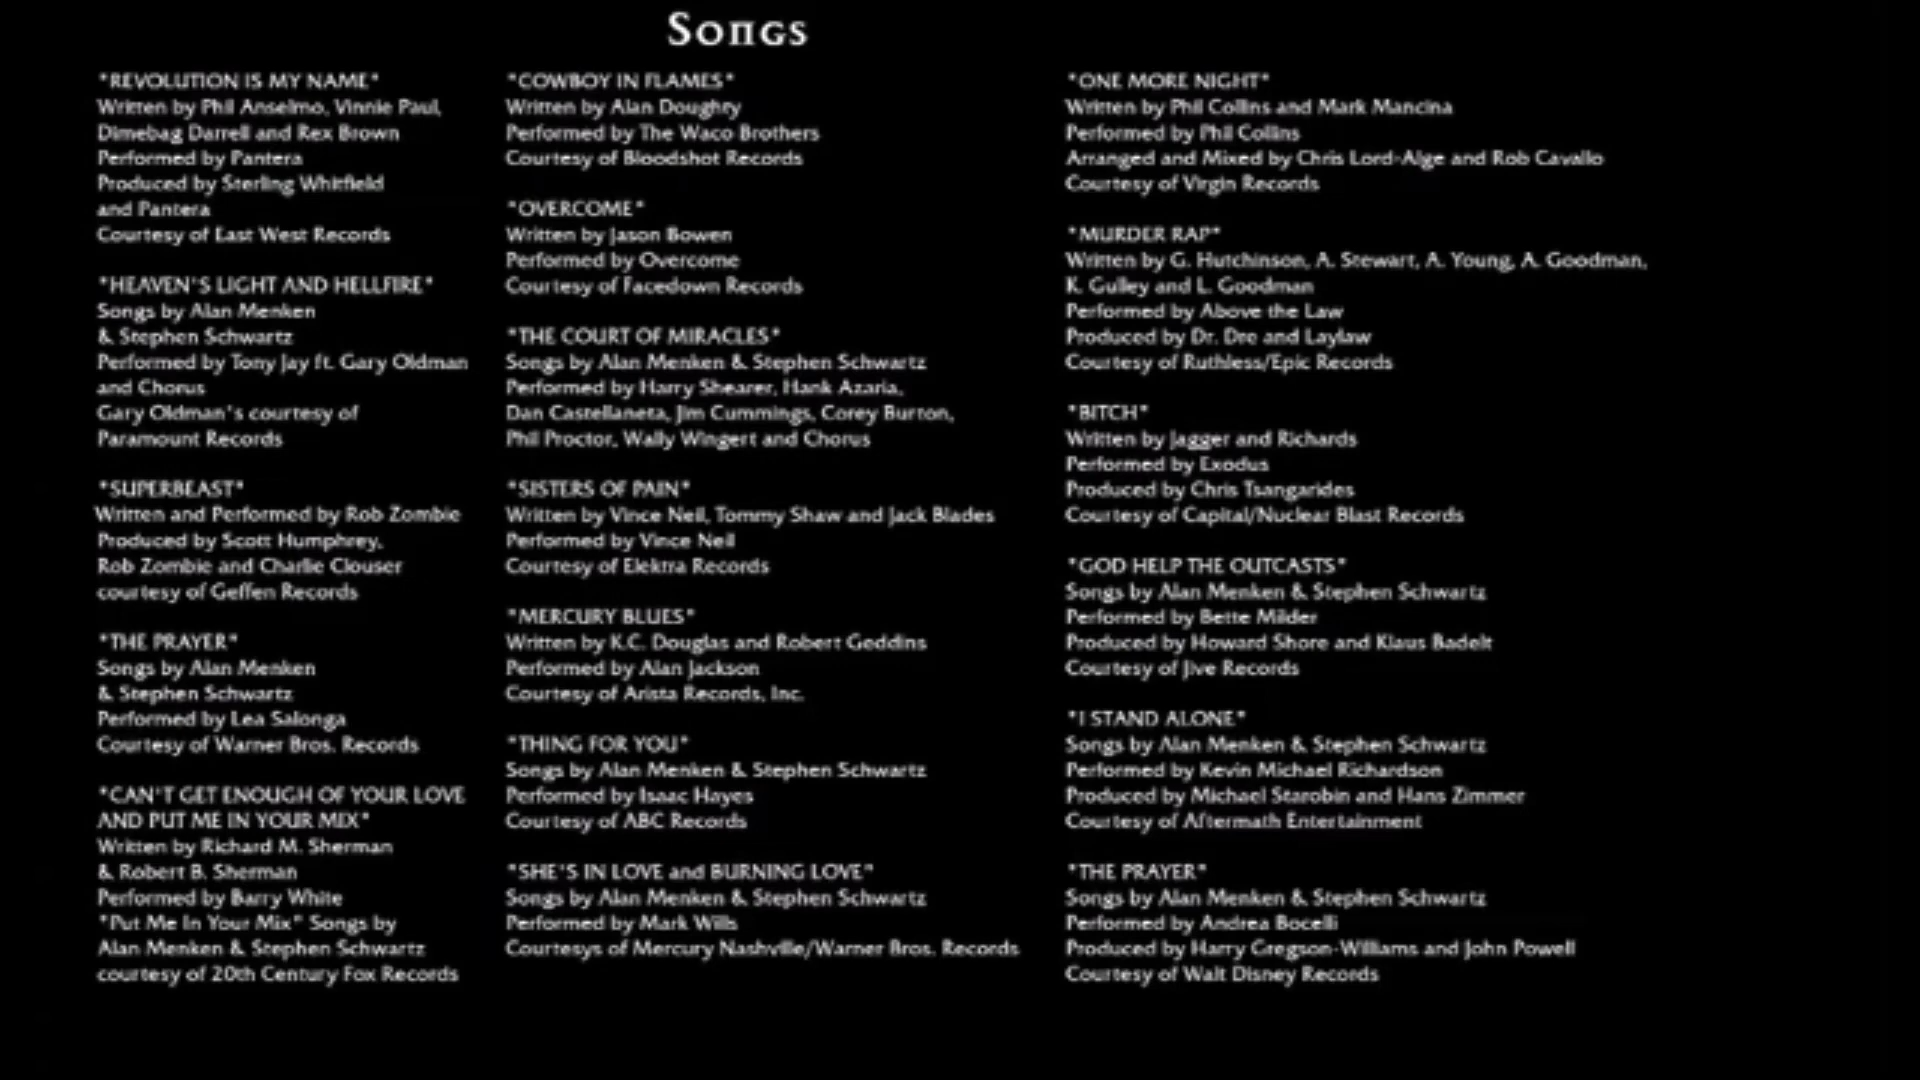 Songs
"REVOLUTION IS MY NAME"
Written by Phil Anselmo, Vinnie Paul,
Dimebag Darrell and Rex Brown
Performed by Pantera
Produced by Sterling Whitfield
and Pantera
Courtesy of East West Records
"HEAVEN'S LIGHT AND HELLFIRE"
Songs by Alan Menken
& Stephen Schwartz
Performed by Tony Jay ft. Gary Oldman
and Chorus
Gary Oldman's courtesy of
Paramount Records
"SUPERBEAST"
Written and Performed by Rob Zombie
Produced by Scott Humphrey,
Rob Zombie and Charlie Clouser
courtesy of Geffen Records
"THE PRAYER"
Songs by Alan Menken
& Stephen Schwartz
Performed by Lea Salonga
Courtesy of Warner Bros. Records
"CAN'T GET ENOUGH OF YOUR LOVE
AND PUT ME IN YOUR MIX"
Written by Richard M. Sherman
& Robert B. Sherman
Performed by Barry White
"Put Me In Your Mix" Songs by
Alan Menken & Stephen Schwartz
courtesy of 20th Century Fox Records
"COWBOY IN FLAMES"
Written by Alan Doughty
Performed by The Waco Brothers
Courtesy of Bloodshot Records
"OVERCOME"
Written by Jason Bowen
Performed by Overcome
Courtesy of Facedown Records
"THE COURT OF MIRACLES"
Songs by Alan Menken & Stephen Schwartz
Performed by Harry Shearer, Hank Azaria,
Dan Castellaneta, Jim Cummings, Corey Burton,
Phil Proctor, Wally Wingert and Chorus
"SISTERS OF PAIN"
Written by Vince Neil, Tommy Shaw and Jack Blades
Performed by Vince Neil
Courtesy of Elektra Records
"MERCURY BLUES"
Written by K.C. Douglas and Robert Geddins
Performed by Alan Jackson
Courtesy of Arista Records, Inc.
"THING FOR YOU"
Songs by Alan Menken & Stephen Schwartz
Performed by Isaac Hayes
Courtesy of ABC Records
"SHE'S IN LOVE and BURNING LOVE"
Songs by Alan Menken & Stephen Schwartz
Performed by Mark Wills
Courtesys of Mercury Nashville/Warner Bros. Records
"ONE MORE NIGHT"
Written by Phil Collins and Mark Mancina
Performed by Phil Collins
Arranged and Mixed by Chris Lord-Alge and Rob Cavallo
Courtesy of Virgin Records
"MURDER RAP"
Written by G. Hutchinson, A. Stewart, A. Young, A. Goodman,
K. Gulley and L. Goodman
Performed by Above the Law
Produced by Dr. Dre and Laylaw
Courtesy of Ruthless/Epic Records
"BITCH"
Written by Jagger and Richards
Performed by Exodus
Produced by Chris Tsangarides
Courtesy of Capital/Nuclear Blast Records
"GOD HELP THE OUTCASTS"
Songs by Alan Menken & Stephen Schwartz
Performed by Bette Milder
Produced by Howard Shore and Klaus Badelt
Courtesy of Jive Records
"I STAND ALONE"
Songs by Alan Menken & Stephen Schwartz
Performed by Kevin Michael Richardson
Produced by Michael Starobin and Hans Zimmer
Courtesy of Aftermath Entertainment
"THE PRAYER"
Songs by Alan Menken & Stephen Schwartz
Performed by Andrea Bocelli
Produced by Harry Gregson-Williams and John Powell
Courtesy of Walt Disney Records